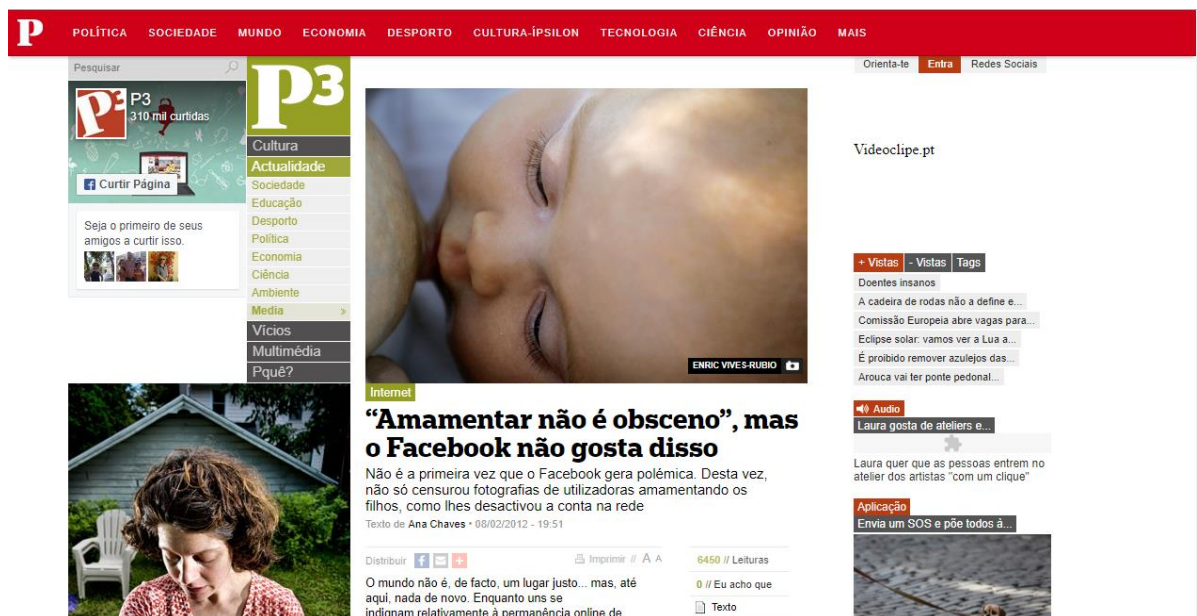 P
POLÍTICA SOCIEDADE MUNDO ECONOMIA DESPORTO CULTURA-ÍPSILON TECNOLOGIA CIÊNCIA OPINIÃO MAIS
Pesquisar
P3
P3
310 mil curtidas
Curtir Página
Seja o primeiro de seus
amigos a curtir isso.
P3
Cultura
Actualidade
Sociedade
Educação
Desporto
Política
Economia
Ciência
Ambiente
Media »
Vícios
Multimédia
Pquê?
ENRIC VIVES-RUBIO
Internet
“Amamentar não é obsceno”, mas
o Facebook não gosta disso
Não é a primeira vez que o Facebook gera polémica. Desta vez,
não só censurou fotografias de utilizadoras amamentando os
filhos, como lhes desactivou a conta na rede
Texto de Ana Chaves • 08/02/2012 - 19:51
Distribuir
Imprimir // A A
O mundo não é, de facto, um lugar justo... mas, até
aqui, nada de novo. Enquanto uns se
indignam relativamente à permanência online de
6450 // Leituras
0 // Eu acho que
Texto
Orienta-te Entra Redes Sociais
Videoclipe.pt
+ Vistas - Vistas Tags
Doentes insanos
A cadeira de rodas não a define e...
Comissão Europeia abre vagas para...
Eclipse solar: vamos ver a Lua a...
É proibido remover azulejos das...
Arouca vai ter ponte pedonal...
Audio
Laura gosta de ateliers e...
Laura quer que as pessoas entrem no
atelier dos artistas "com um clique"
Aplicação
Envia um SOS e põe todos à...